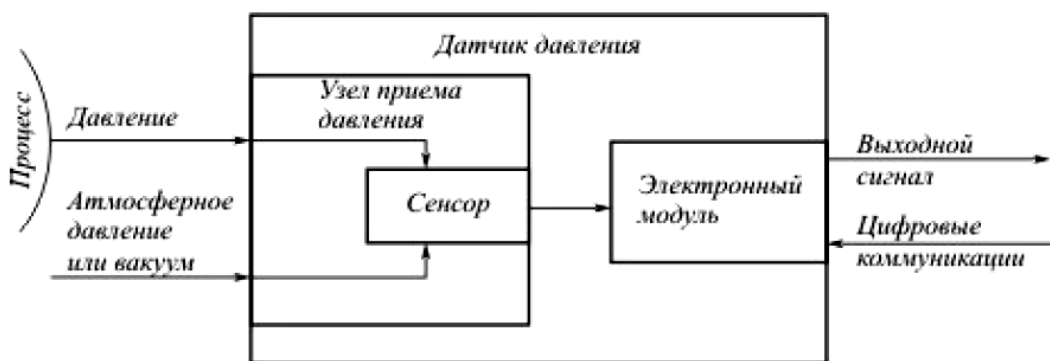 Датчик давления
Узел приема
давления
Процесс
Давление
Атмосферное
давление
или вакуум
Сенсор
Электронный
модуль
Выходной
сигнал
Цифровые
коммуникации